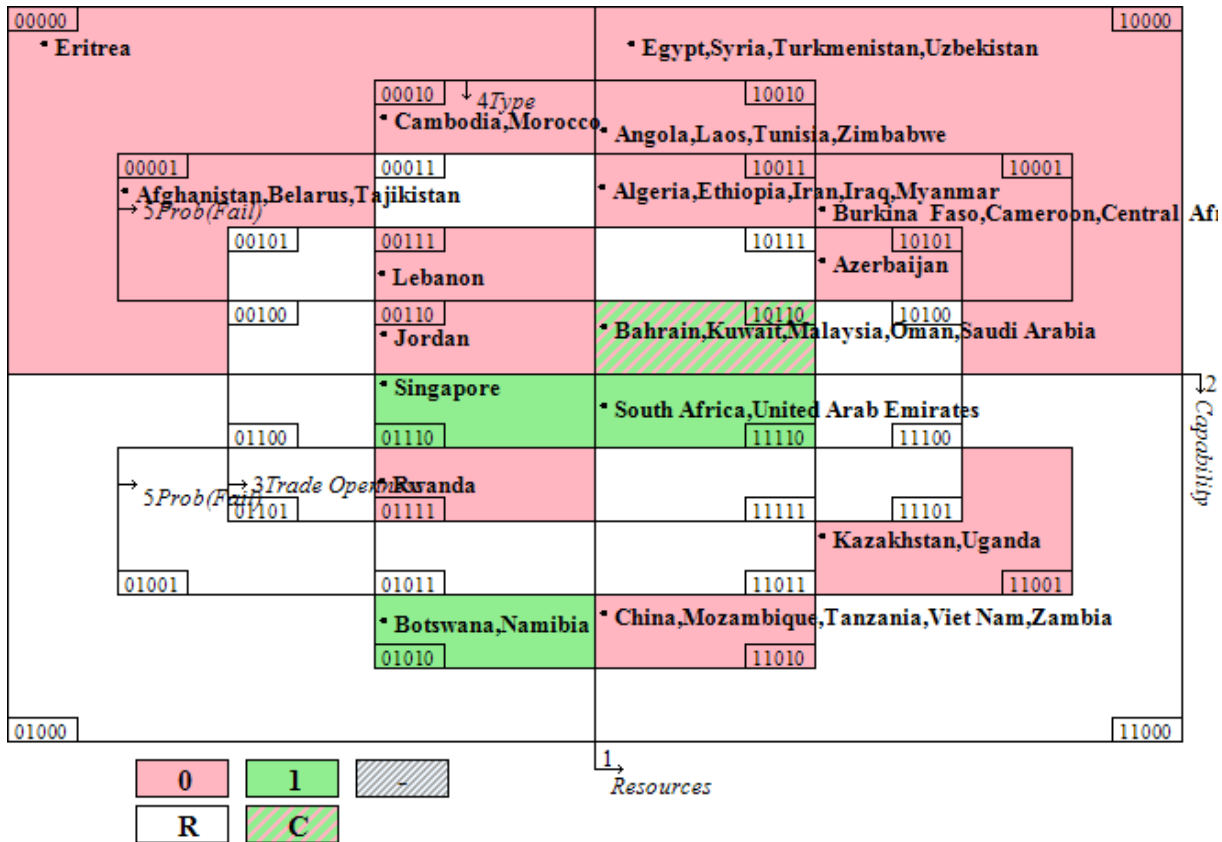 00000
10000
Eritrea
Egypt,Syria,Turkmenistan,Uzbekistan
00010
4Type
10010
Cambodia,Morocco
Angola,Laos,Tunisia,Zimbabwe
00001
00011
10011
10001
Afghanistan,Belarus,Tajikistan
Algeria,Ethiopia,Iran,Iraq,Myanmar
5Prob(Fail)
Burkina Faso,Cameroon,Central Afr
00101
00111
10111
10101
Lebanon
Azerbaijan
00100
00110
10110
10100
Jordan
Bahrain,Kuwait,Malaysia,Oman,Saudi Arabia
Singapore
2
Capability
South Africa,United Arab Emirates
01100
01110
11110
11100
5Prob(Fail)
3Trade Openness
Rwanda
01101
01111
11111
11101
Kazakhstan,Uganda
01001
01011
11011
11001
Botswana,Namibia
China,Mozambique,Tanzania,Viet Nam,Zambia
01010
11010
01000
11000
1
Resources
0
1
-
R
C